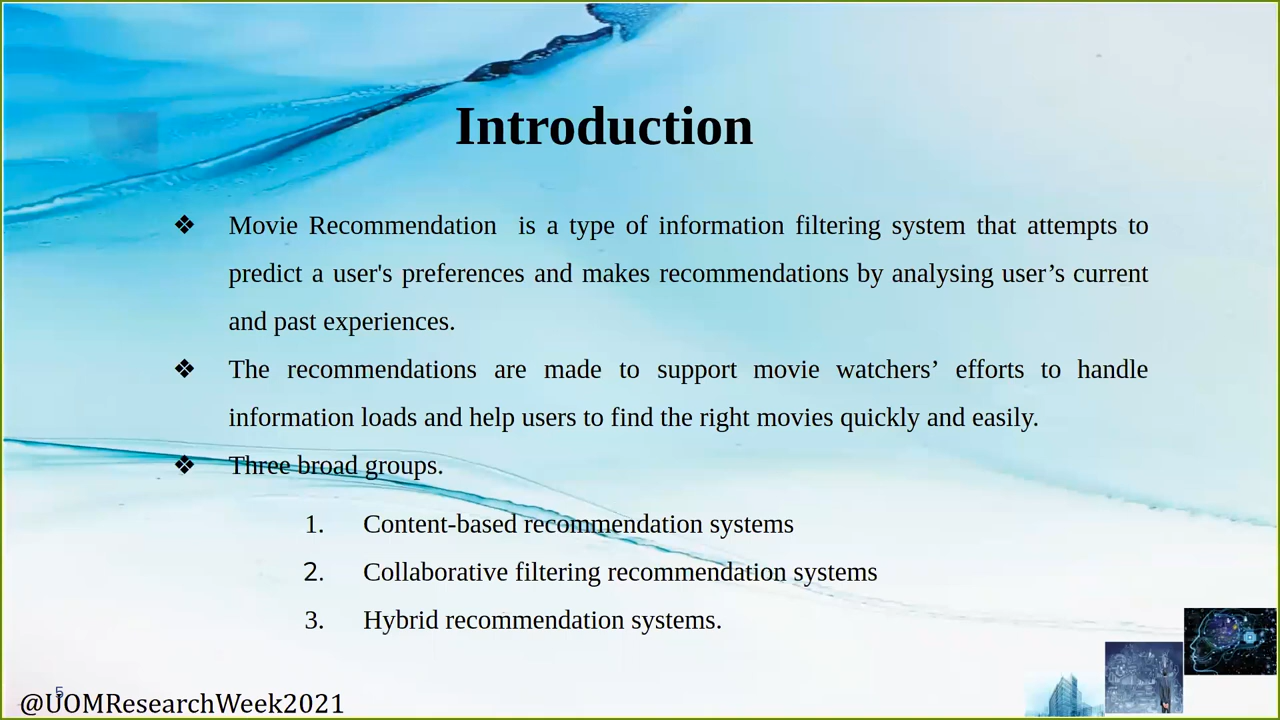 Introduction
❖ Movie Recommendation  is a type of information filtering system that attempts to
predict a user's preferences and makes recommendations by analysing user’s current
and past experiences.
❖ The recommendations are made to support movie watchers’ efforts to handle
information loads and help users to find the right movies quickly and easily.
❖ Three broad groups.
1. Content-based recommendation systems
2. Collaborative filtering recommendation systems
3. Hybrid recommendation systems.
5
@UOMResearchWeek2021